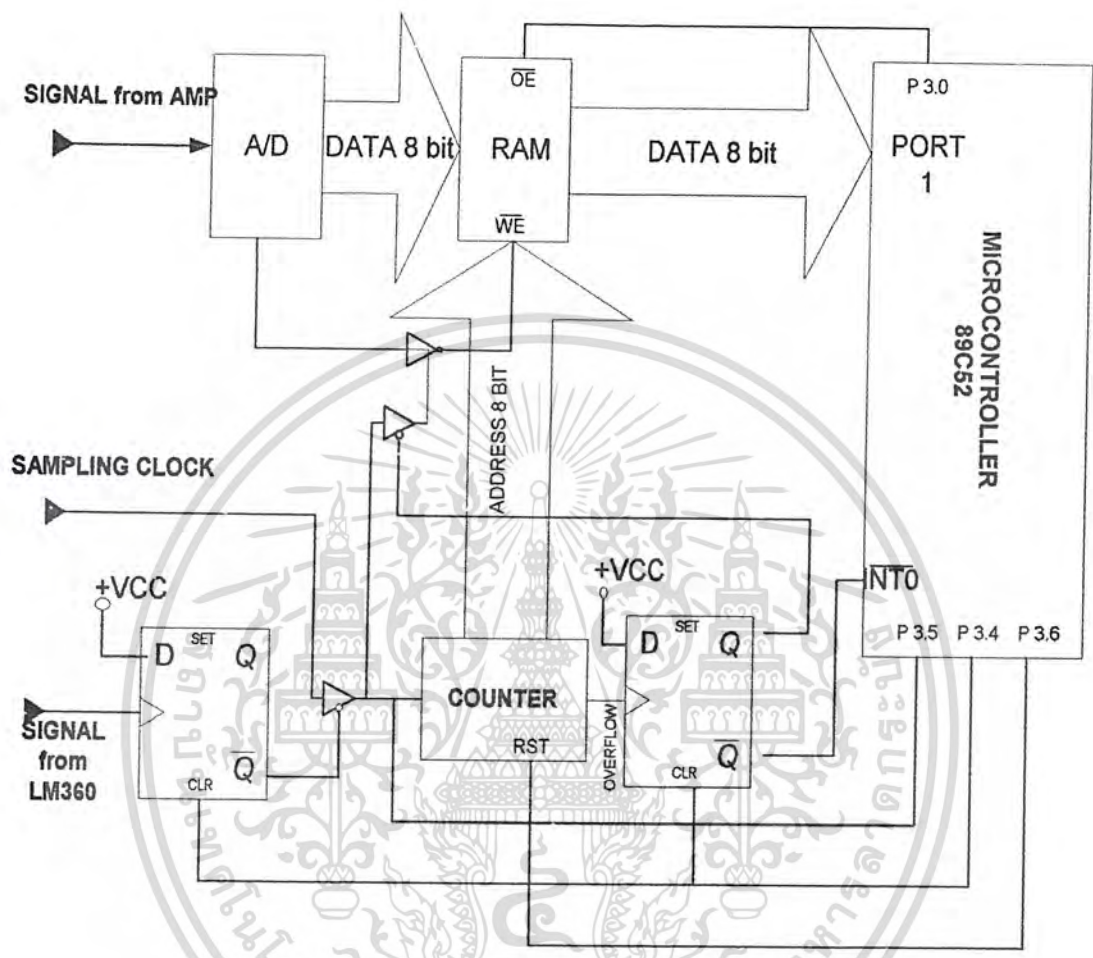 SIGNAL from AMP
A/D
DATA 8 bit
OE
RAM
WE
DATA 8 bit
P 3.0
PORT
1
MICROCONTROLLER
89C52
ADDRESS 8 BIT
SAMPLING CLOCK
+VCC
SET
D
Q
Q
CLR
SIGNAL
from
LM360
COUNTER
RST
OVERFLOW
+VCC
SET
D
Q
Q
CLR
INT0
P 3.5
P 3.4
P 3.6